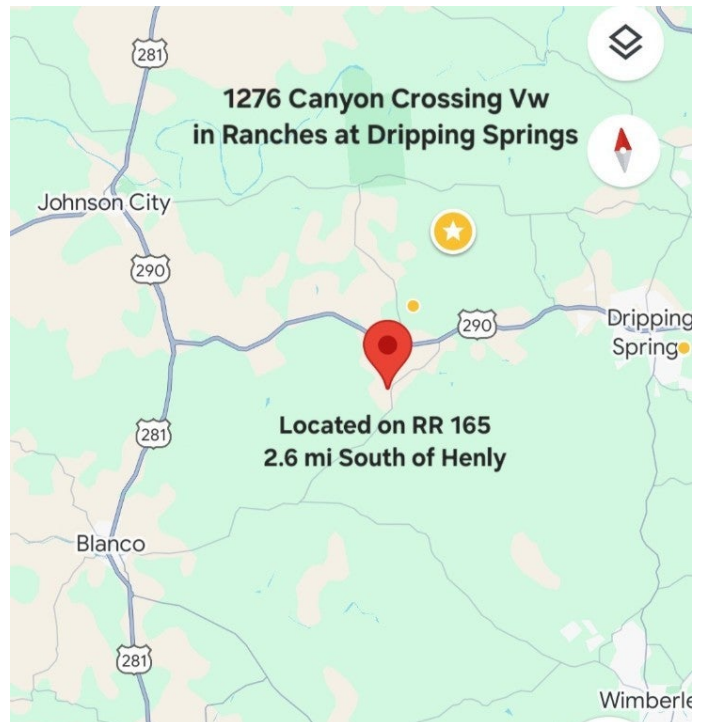 281
1276 Canyon Crossing Vw
in Ranches at Dripping Springs
Johnson City
290
290
Dripping
Spring
Located on RR 165
2.6 mi South of Henly
281
Blanco
281
Wimberle